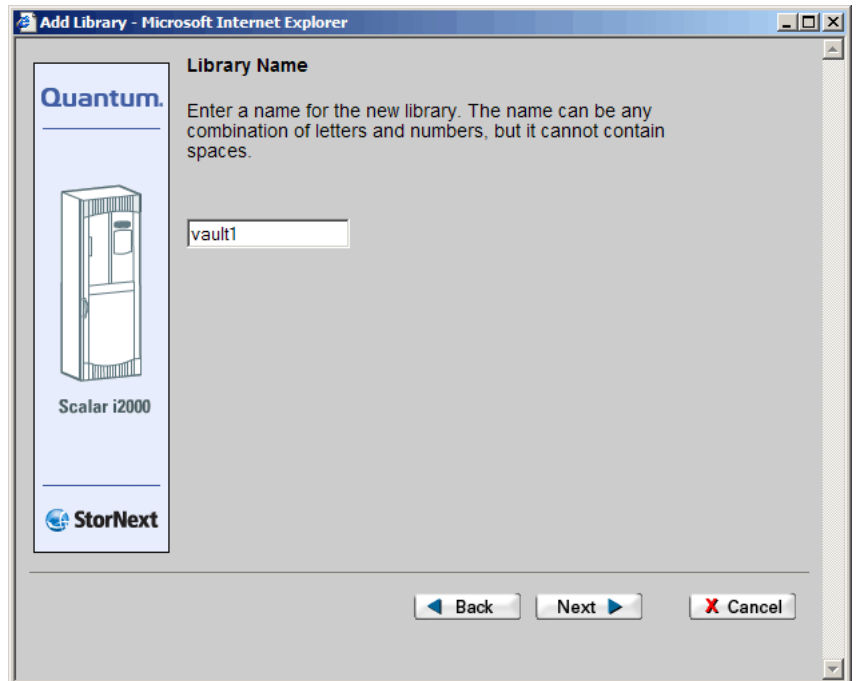 Add Library - Microsoft Internet Explorer
Library Name
Quantum.
Enter a name for the new library. The name can be any
combination of letters and numbers, but it cannot contain
spaces.
vault1
Scalar i2000
StorNext
Back Next X Cancel